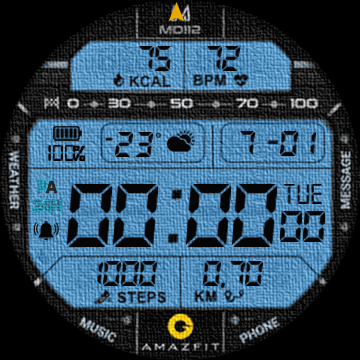 MD112
75 72
KCAL BPM
0 30 50 70 100
100% -23° 7-01
WEATHER
MESSAGE
A
24H
00:00 TUE
00
1000 0,70
STEPS KM
MUSIC PHONE
AMAZFIT